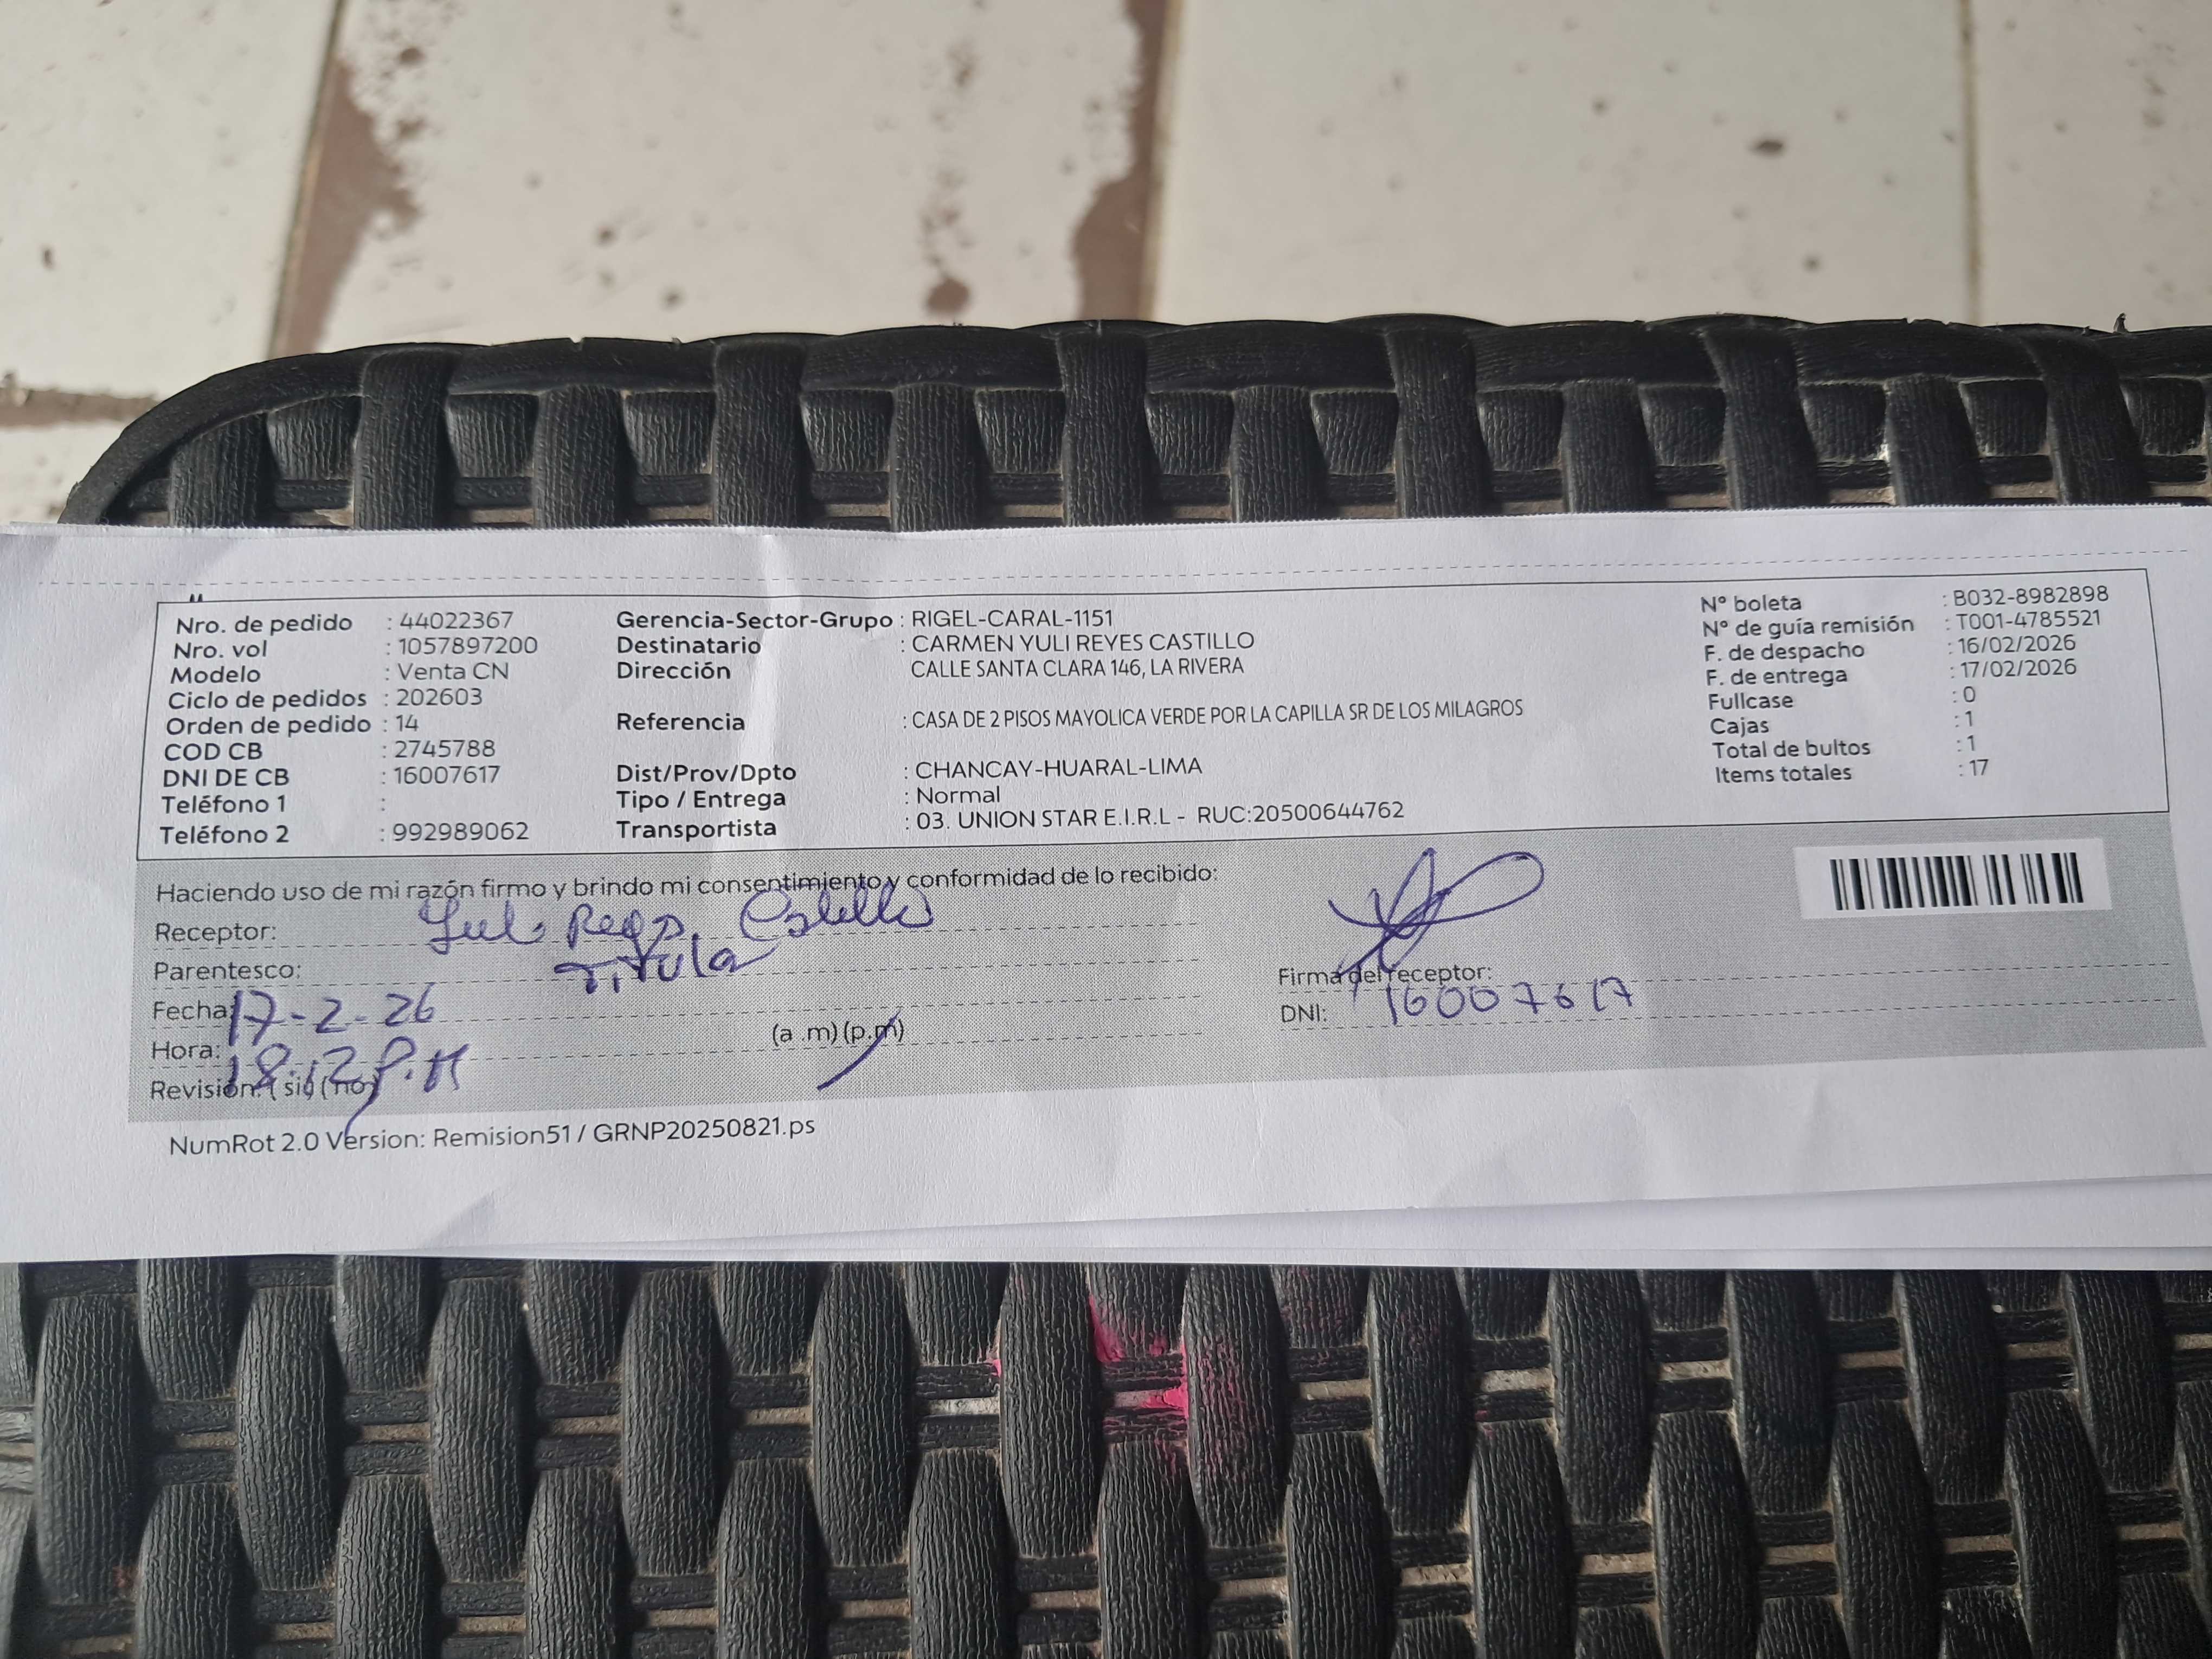 Nro. de pedido : 44022367
Nro. vol : 1057897200
Modelo : Venta CN
Ciclo de pedidos : 202603
Orden de pedido : 14
COD CB : 2745788
DNI DE CB : 16007617
Teléfono 1 :
Teléfono 2 : 992989062
Gerencia-Sector-Grupo : RIGEL-CARAL-1151
Destinatario : CARMEN YULI REYES CASTILLO
Dirección CALLE SANTA CLARA 146, LA RIVERA
Referencia : CASA DE 2 PISOS MAYOLICA VERDE POR LA CAPILLA SR DE LOS MILAGROS
Dist/Prov/Dpto : CHANCAY-HUARAL-LIMA
Tipo / Entrega : Normal
Transportista : 03. UNION STAR E.I.R.L - RUC:20500644762
N° boleta : B032-8982898
N° de guía remisión : T001-4785521
F. de despacho : 16/02/2026
F. de entrega : 17/02/2026
Fullcase : 0
Cajas : 1
Total de bultos : 1
Items totales : 17
Haciendo uso de mi razón firmo y brindo mi consentimiento y conformidad de lo recibido:
Receptor: Castillo
Parentesco: Titula
Fecha: 17-2-26
Hora: 18:12 P.M (a .m) (p.m)
Revisión: ( si) (no)
Firma del receptor:
DNI: 16007617
NumRot 2.0 Version: Remision51 / GRNP20250821.ps